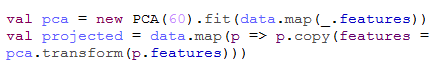 val pca = new PCA(60).fit(data.map(_.features))
val projected = data.map(p => p.copy(features =
pca.transform(p.features)))